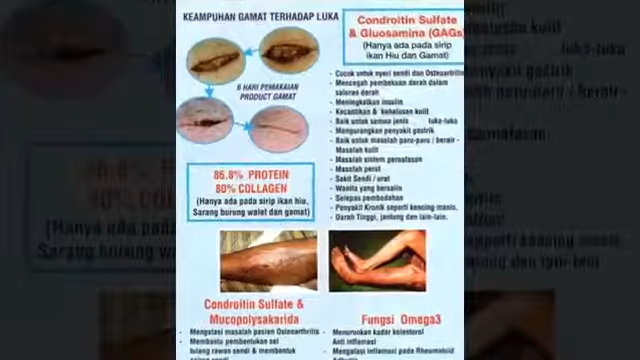 KEAMPUHAN GAMAT TERHADAP LUKA
8 HARI PEMAKAIAN
PRODUCT GAMAT
86.8% PROTEIN
80% COLLAGEN
(Hanya ada pada sirip ikan hiu,
Sarang burung walet dan gamat)
Condroitin Sulfate
& Gluosamina (GAGs)
(Hanya ada pada sirip
ikan Hiu dan Gamat)
- Cocok untuk nyeri sendi dan Osteoartritis
- Mencegah pembekuan darah dalam
saluran darah
- Meningkatkan insulin
- Kecantikan & kehelusan kulit
- Baik untuk semua jenis luka-luka
- Mengurangkan penyakit gastrik
- Baik untuk masalah paru-paru / berair -
Masalah kulit
- Masalah sistem pernafasan
- Masalah perut
- Sakit Sendi / urat
- Wanita yang bersalin
- Selepas pembedahan
- Penyakit Kronik seperti kencing manis,
- Darah Tinggi, jantung dan lain-lain.
Condroitin Sulfate &
Mucopolysakarida
- Mengatasi masalah pasien Osteoarthritis
- Membantu pembentukan sel
tulang rawan sendi & membentuk
Fungsi Omega3
- Menurunkan kadar kolesterol
Anti inflamasi
- Mengatasi inflamasi pada Rheumatoid